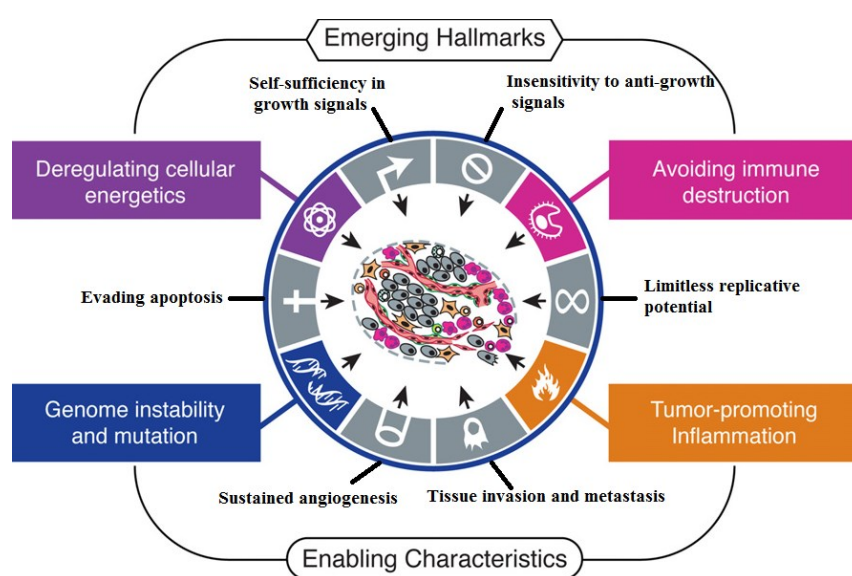 Emerging Hallmarks
Self-sufficiency in
growth signals
Insensitivity to anti-growth
signals
Deregulating cellular
energetics
Avoiding immune
destruction
Evading apoptosis
Limitless replicative
potential
Genome instability
and mutation
Tumor-promoting
Inflammation
Sustained angiogenesis
Tissue invasion and metastasis
Enabling Characteristics